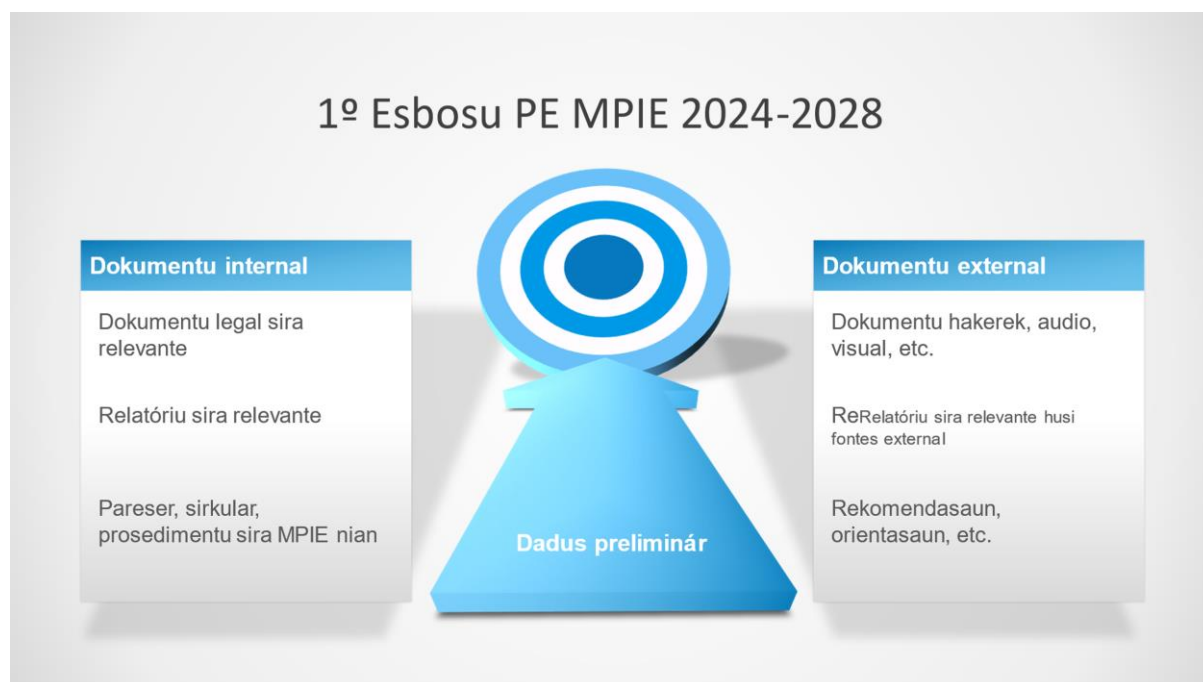 1º Esbosu PE MPIE 2024-2028
Dokumentu internal
Dokumentu legal sira
relevante
Relatóriu sira relevante
Pareser, sirkular,
prosedimentu sira MPIE nian
Dadus preliminár
Dokumentu external
Dokumentu hakerek, audio,
visual, etc.
ReRelatóriu sira relevante husi
fontes external
Rekomendasaun,
orientasaun, etc.